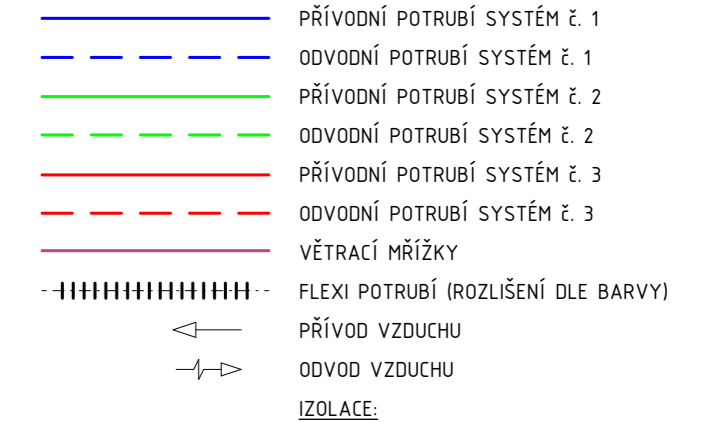 PŘÍVODNÍ POTRUBÍ SYSTÉM č. 1
ODVODNÍ POTRUBÍ SYSTÉM č. 1
PŘÍVODNÍ POTRUBÍ SYSTÉM č. 2
ODVODNÍ POTRUBÍ SYSTÉM č. 2
PŘÍVODNÍ POTRUBÍ SYSTÉM č. 3
ODVODNÍ POTRUBÍ SYSTÉM č. 3
VĚTRACÍ MŘÍŽKY
FLEXI POTRUBÍ (ROZLIŠENÍ DLE BARVY)
PŘÍVOD VZDUCHU
ODVOD VZDUCHU
IZOLACE: